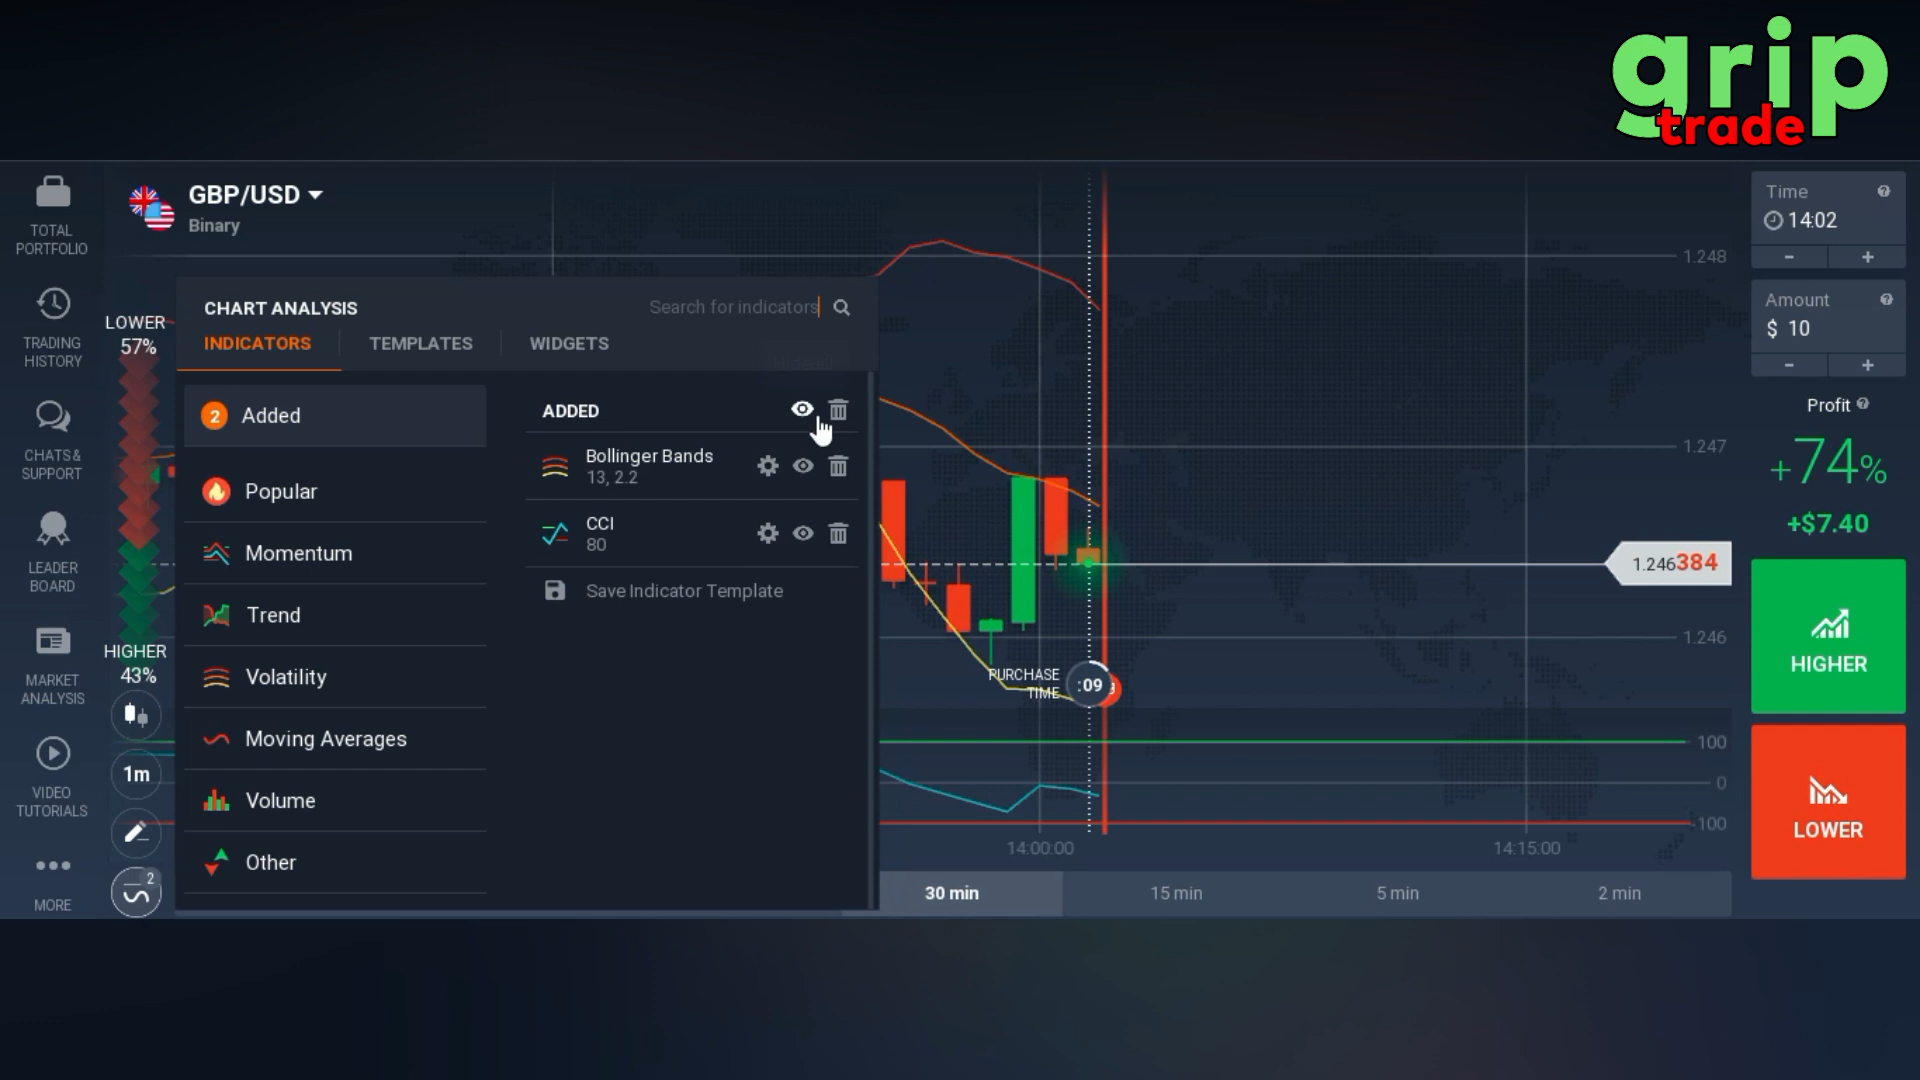 grip
trade
TOTAL
PORTFOLIO
TRADING
HISTORY
CHATS &
SUPPORT
LEADER
BOARD
MARKET
ANALYSIS
VIDEO
TUTORIALS
MORE
GBP/USD
Binary
LOWER
57%
HIGHER
43%
1m
2
CHART ANALYSIS
Search for indicators
INDICATORS
TEMPLATES
WIDGETS
2 Added
Popular
Momentum
Trend
Volatility
Moving Averages
Volume
Other
ADDED
Bollinger Bands
13, 2.2
CCI
80
Save Indicator Template
PURCHASE
TIME
:09
1.248
1.247
1.246384
1.246
100
0
-100
14:00:00
14:15:00
30 min
15 min
5 min
2 min
Time
14:02
- +
Amount
$ 10
- +
Profit
+74%
+$7.40
HIGHER
LOWER